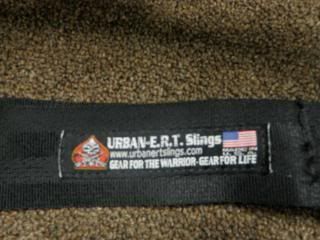 URBAN-E.R.T. Slings
www.urbanertslings.com
GEAR FOR THE WARRIOR-GEAR FOR LIFE